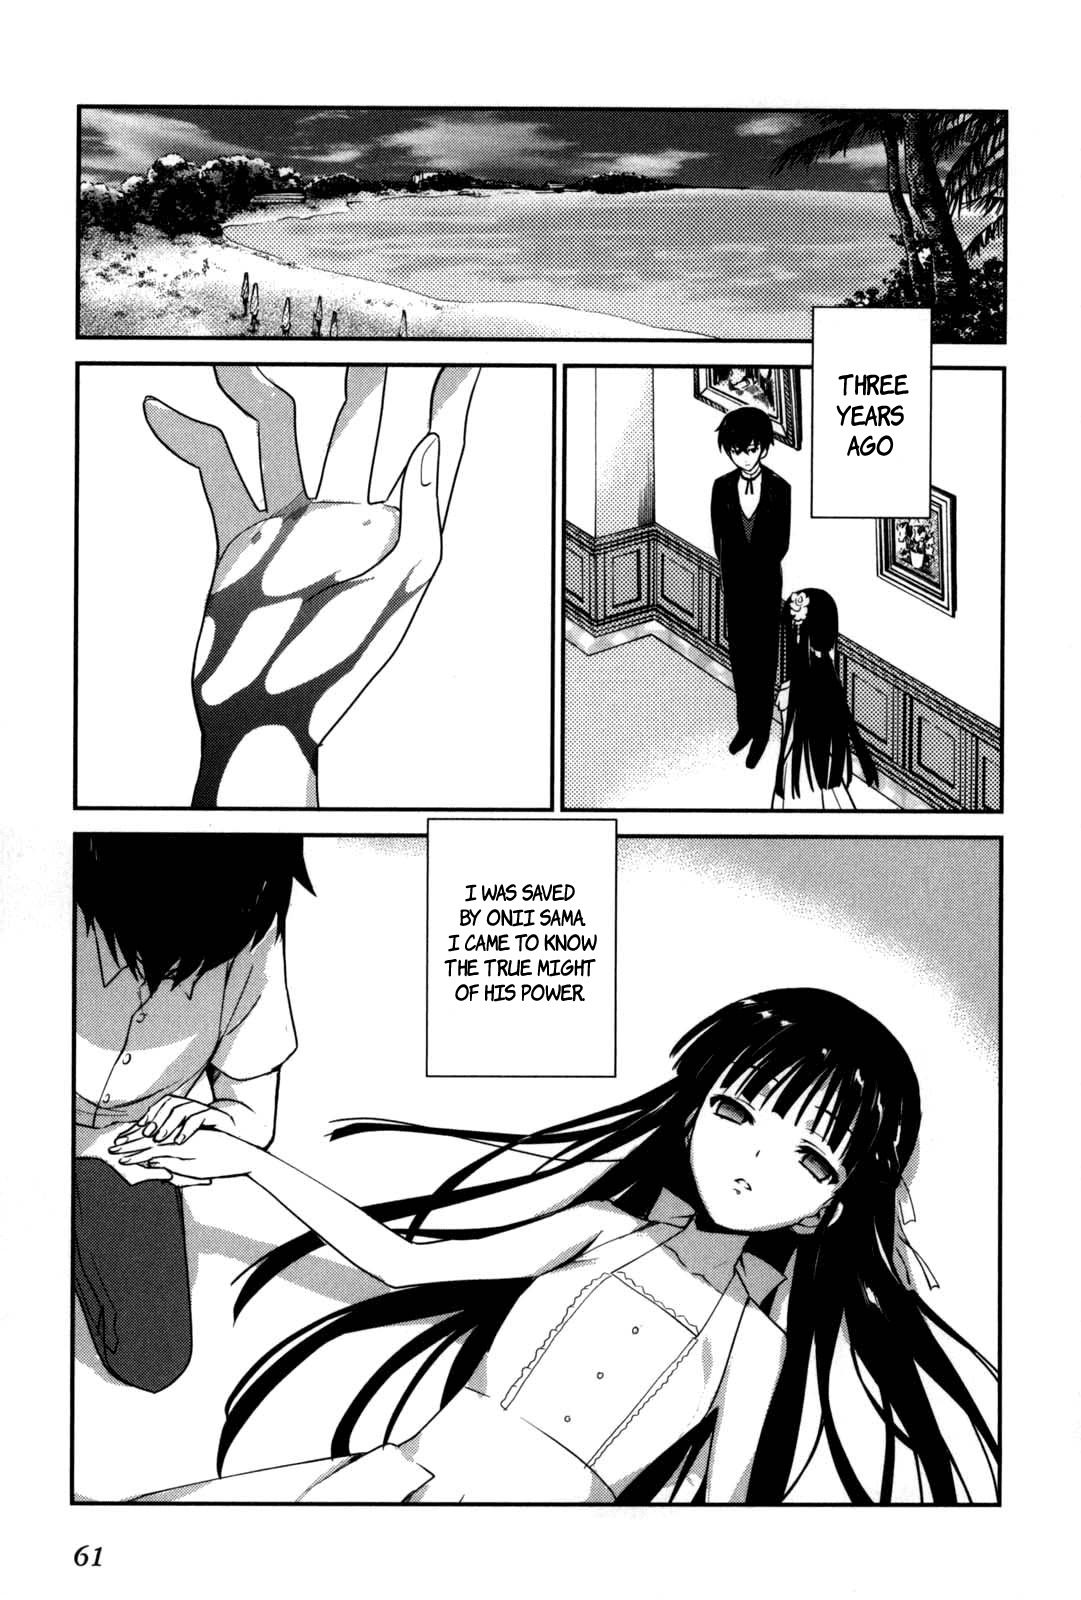 THREE
YEARS
AGO
I WAS SAVED
BY ONII SAMA.
I CAME TO KNOW
THE TRUE MIGHT
OF HIS POWER.
61